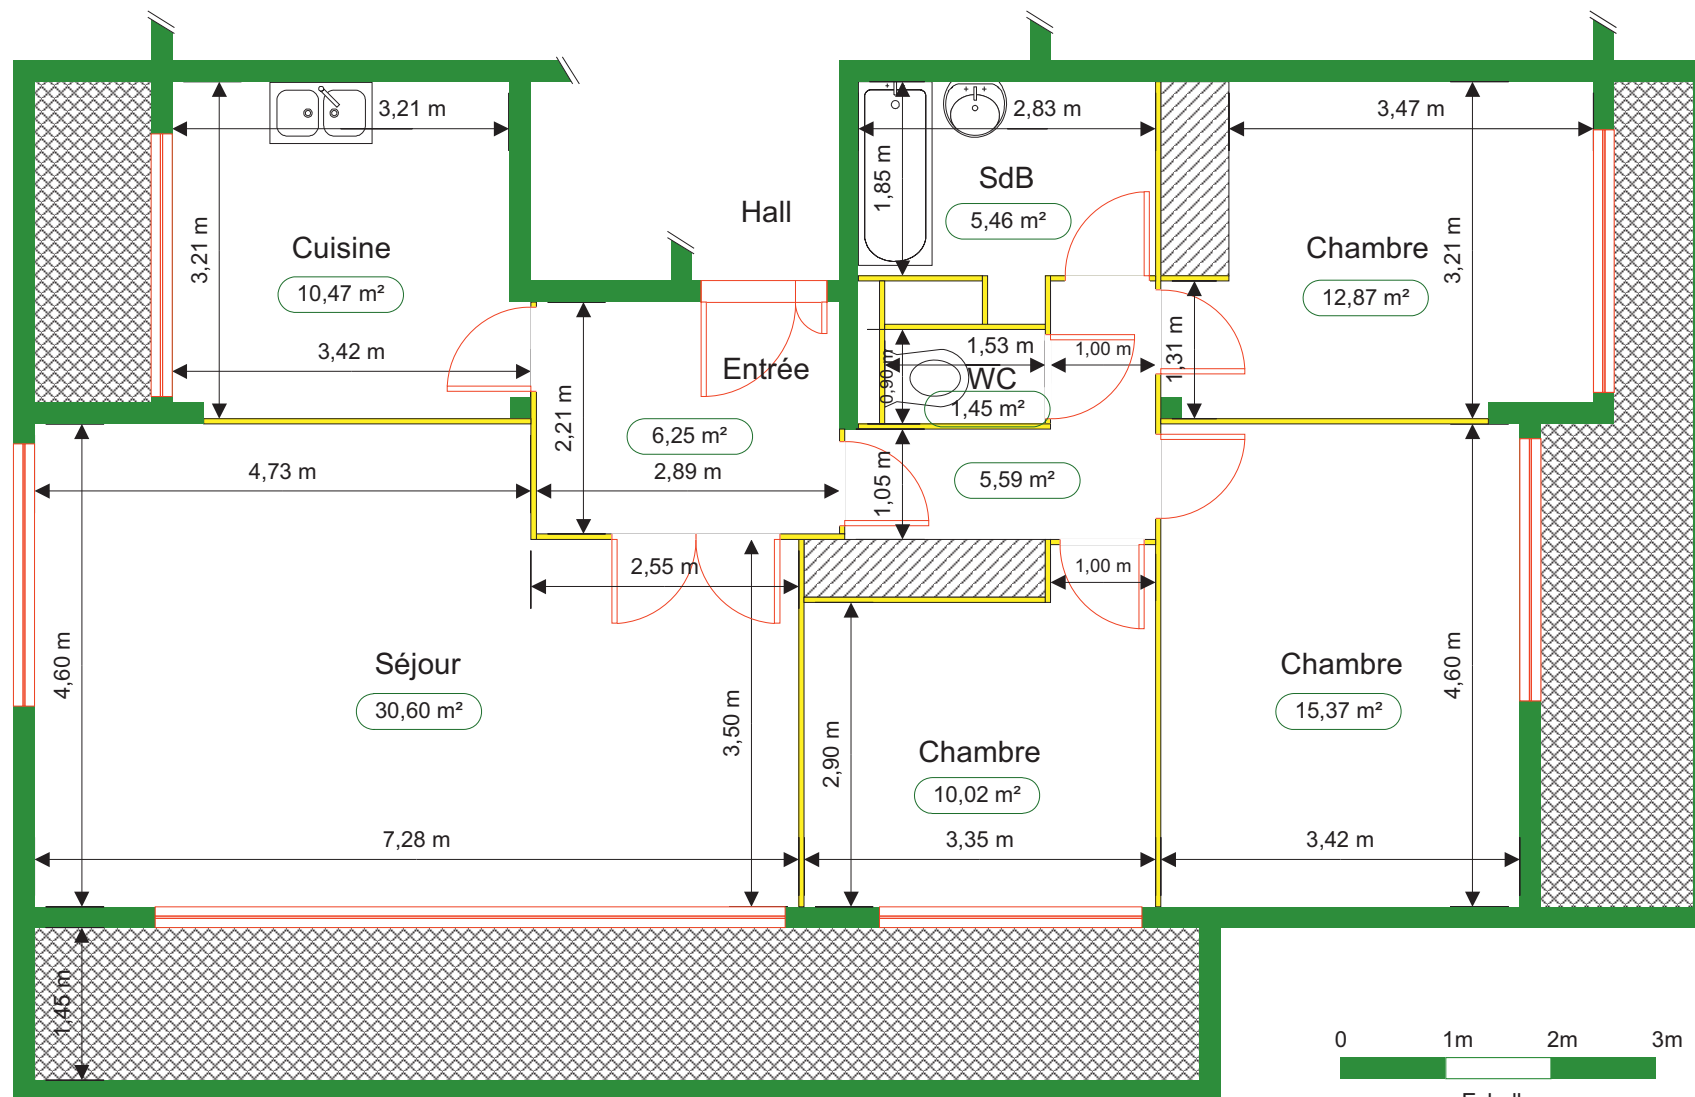 3,21 m
2,83 m
3,47 m
1,85 m
SdB
5,46 m²
Hall
3,21 m
Cuisine
10,47 m²
Chambre
12,87 m²
3,21 m
3,42 m
Entrée
1,53 m
1,00 m
1,31 m
0,90 m
WC
1,45 m²
2,21 m
6,25 m²
2,89 m
4,73 m
1,05 m
5,59 m²
2,55 m
1,00 m
4,60 m
Séjour
30,60 m²
3,50 m
2,90 m
Chambre
10,02 m²
Chambre
15,37 m²
4,60 m
7,28 m
3,35 m
3,42 m
1,45 m
0 1m 2m 3m